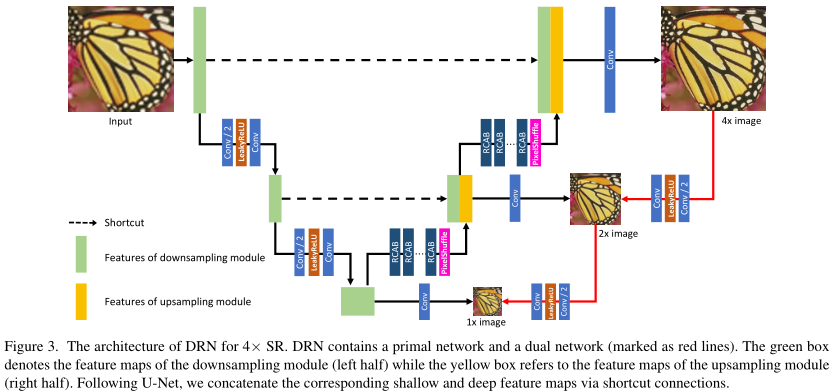 Input
Conv
4x image
Conv / 2
LeakyReLU
Conv
RCAB
RCAB
RCAB
PixelShuffle
Conv
2x image
Conv
LeakyReLU
Conv / 2
Shortcut
Features of downsampling module
Features of upsampling module
Conv / 2
LeakyReLU
Conv
RCAB
RCAB
RCAB
PixelShuffle
Conv
1x image
Conv
LeakyReLU
Conv / 2
Figure 3. The architecture of DRN for 4× SR. DRN contains a primal network and a dual network (marked as red lines). The green box
denotes the feature maps of the downsampling module (left half) while the yellow box refers to the feature maps of the upsampling module
(right half). Following U-Net, we concatenate the corresponding shallow and deep feature maps via shortcut connections.